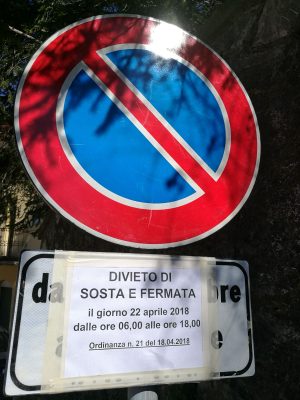 DIVIETO DI
SOSTA E FERMATA
il giorno 22 aprile 2018
dalle ore 06,00 alle ore 18,00
Ordinanza n. 21 del 18.04.2018